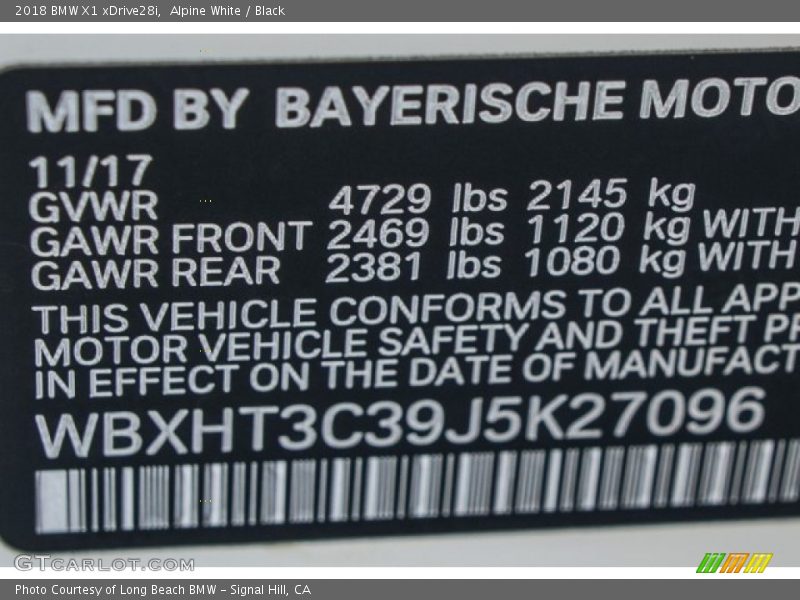 2018 BMW X1 xDrive28i,  Alpine White / Black
MFD BY BAYERISCHE MOTO
11/17
GVWR 4729 lbs 2145 kg
GAWR FRONT 2469 lbs 1120 kg WITH
GAWR REAR 2381 lbs 1080 kg WITH
THIS VEHICLE CONFORMS TO ALL APP
MOTOR VEHICLE SAFETY AND THEFT PR
IN EFFECT ON THE DATE OF MANUFACT
WBXHT3C39J5K27096
GTCARLOT.COM
Photo Courtesy of Long Beach BMW - Signal Hill, CA